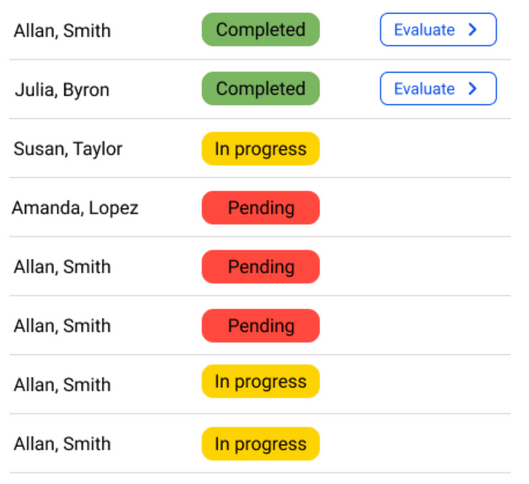 Allan, Smith Completed Evaluate >
Julia, Byron Completed Evaluate >
Susan, Taylor In progress
Amanda, Lopez Pending
Allan, Smith Pending
Allan, Smith Pending
Allan, Smith In progress
Allan, Smith In progress